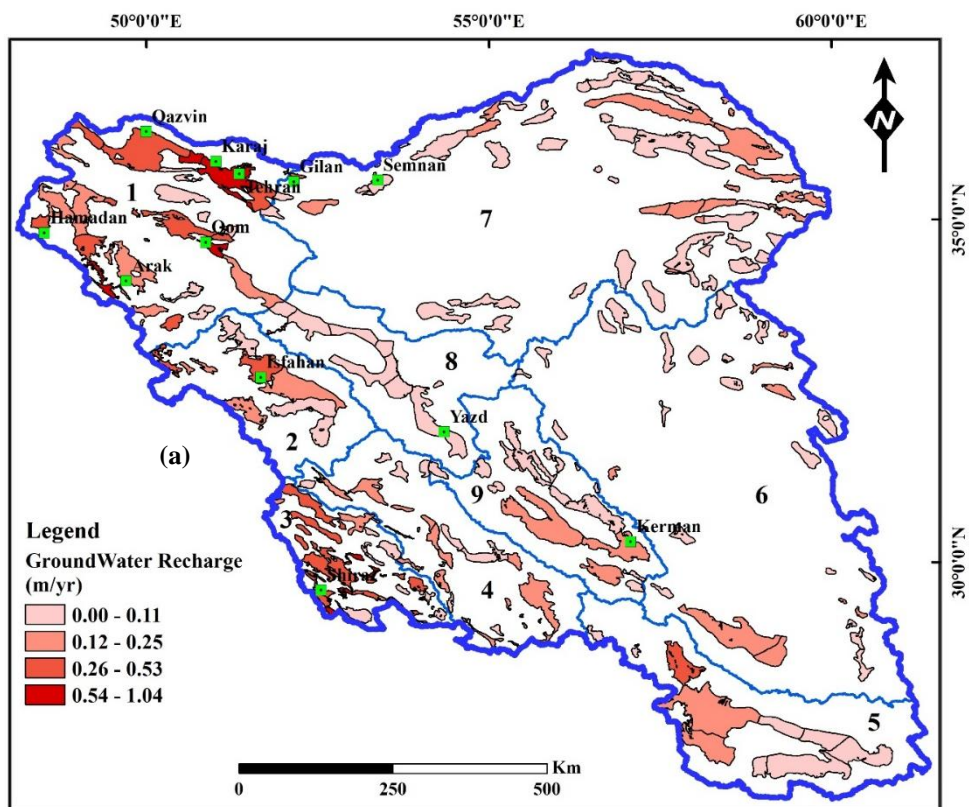 50°0'0"E
55°0'0"E
60°0'0"E
N
Qazvin
Karaj
Gilan
Semnan
Tehran
1
7
Hamadan
Qom
35°0'0"N
Arak
8
Esfahan
Yazd
2
(a)
9
6
3
Kerman
30°0'0"N
Shiraz
4
5
Legend
GroundWater Recharge
(m/yr)
0.00 - 0.11
0.12 - 0.25
0.26 - 0.53
0.54 - 1.04
Km
0
250
500